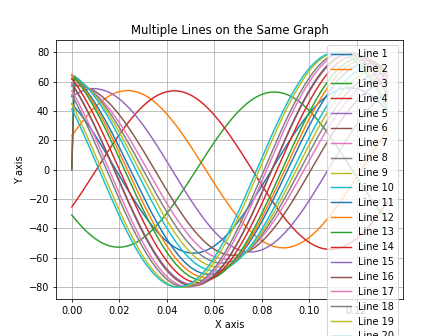 Multiple Lines on the Same Graph
Y axis
80
60
40
20
0
−20
−40
−60
−80
0.00
0.02
0.04
0.06
0.08
0.10
X axis
Line 1
Line 2
Line 3
Line 4
Line 5
Line 6
Line 7
Line 8
Line 9
Line 10
Line 11
Line 12
Line 13
Line 14
Line 15
Line 16
Line 17
Line 18
Line 19
Line 20